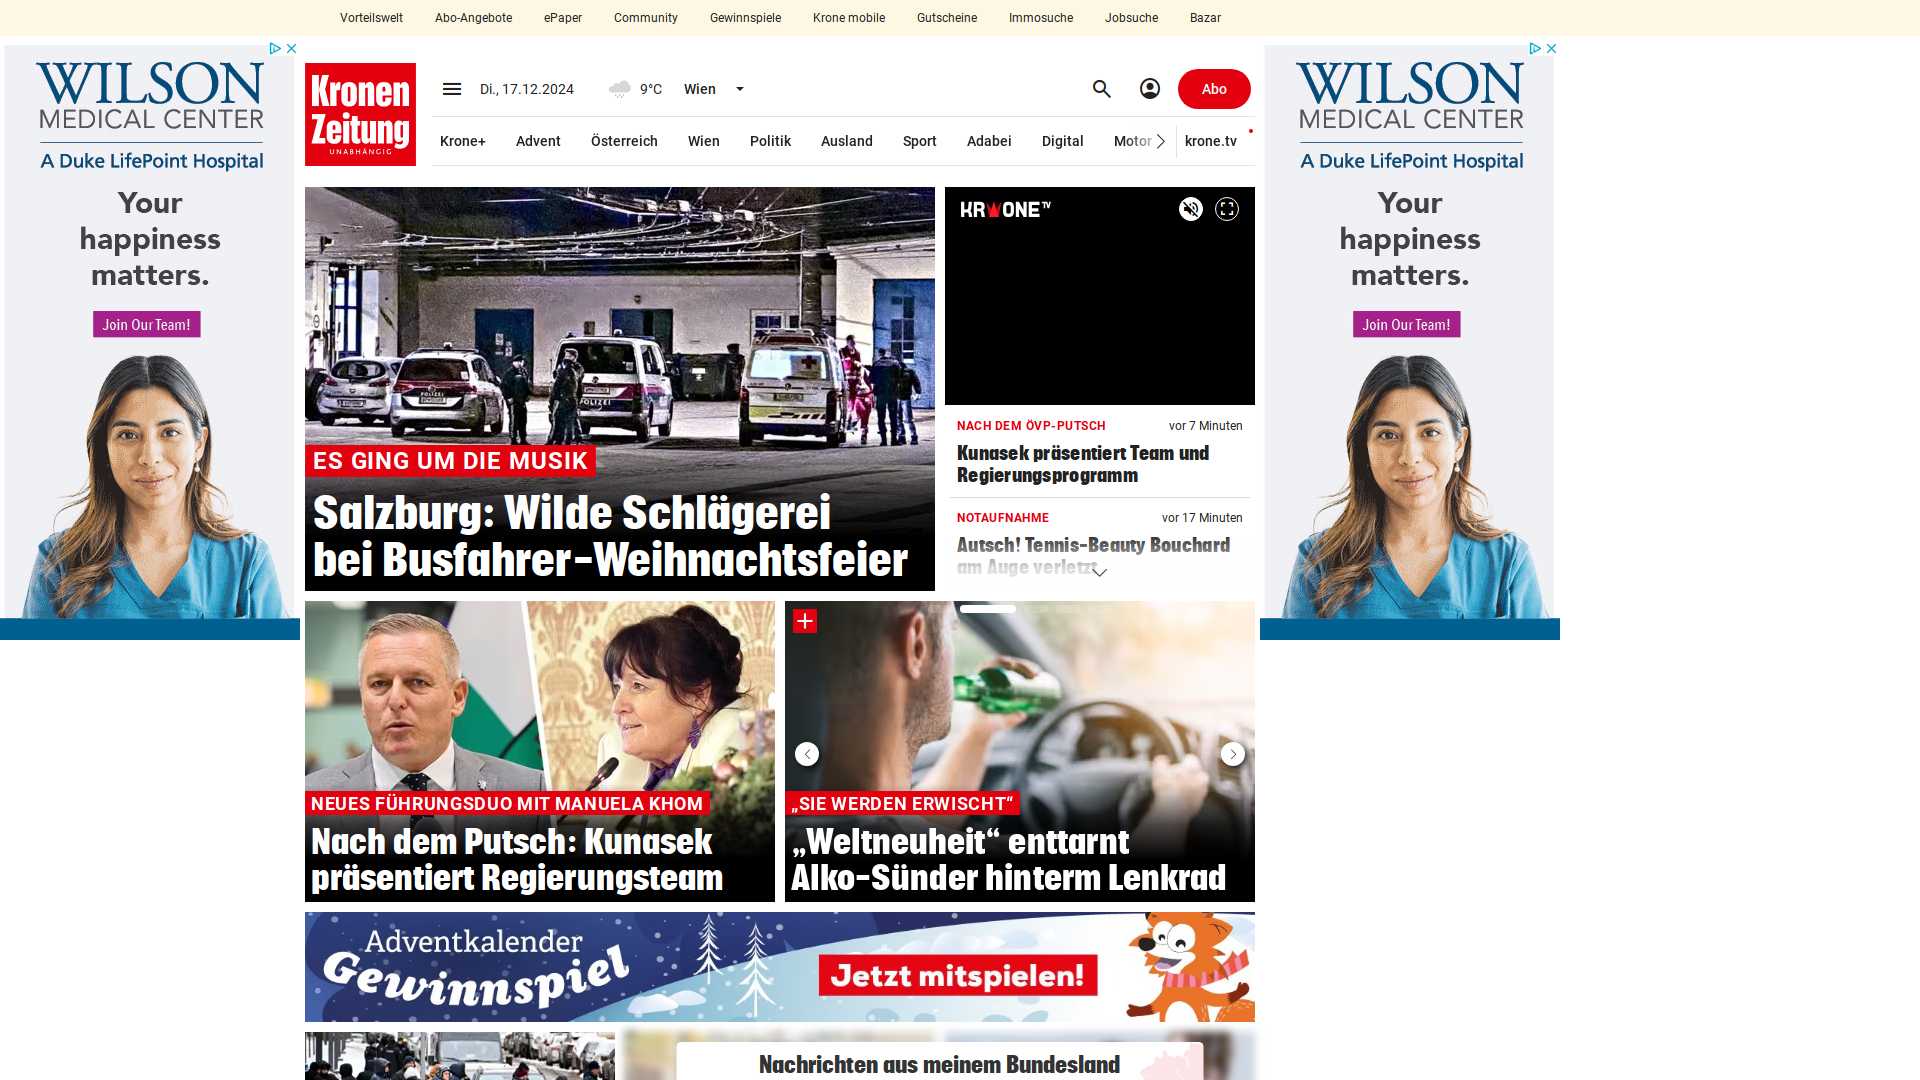 Vorteilswelt Abo-Angebote ePaper Community Gewinnspiele Krone mobile Gutscheine Immosuche Jobsuche Bazar
WILSON
MEDICAL CENTER
A Duke LifePoint Hospital
Your
happiness
matters.
Join Our Team!
Kronen
Zeitung
UNABHÄNGIG
Di., 17.12.2024 9°C Wien
Abo
Krone+ Advent Österreich Wien Politik Ausland Sport Adabei Digital Motor krone.tv
POLIZEI
POLIZEI
ES GING UM DIE MUSIK
Salzburg: Wilde Schlägerei
bei Busfahrer-Weihnachtsfeier
KRONE TV
NACH DEM ÖVP-PUTSCH vor 7 Minuten
Kunasek präsentiert Team und
Regierungsprogramm
NOTAUFNAHME vor 17 Minuten
Autsch! Tennis-Beauty Bouchard
am Auge verletzt
NEUES FÜHRUNGSDUO MIT MANUELA KHOM
Nach dem Putsch: Kunasek
präsentiert Regierungsteam
„SIE WERDEN ERWISCHT“
„Weltneuheit“ enttarnt
Alko-Sünder hinterm Lenkrad
Adventkalender
Gewinnspiel
Jetzt mitspielen!
Nachrichten aus meinem Bundesland
WILSON
MEDICAL CENTER
A Duke LifePoint Hospital
Your
happiness
matters.
Join Our Team!